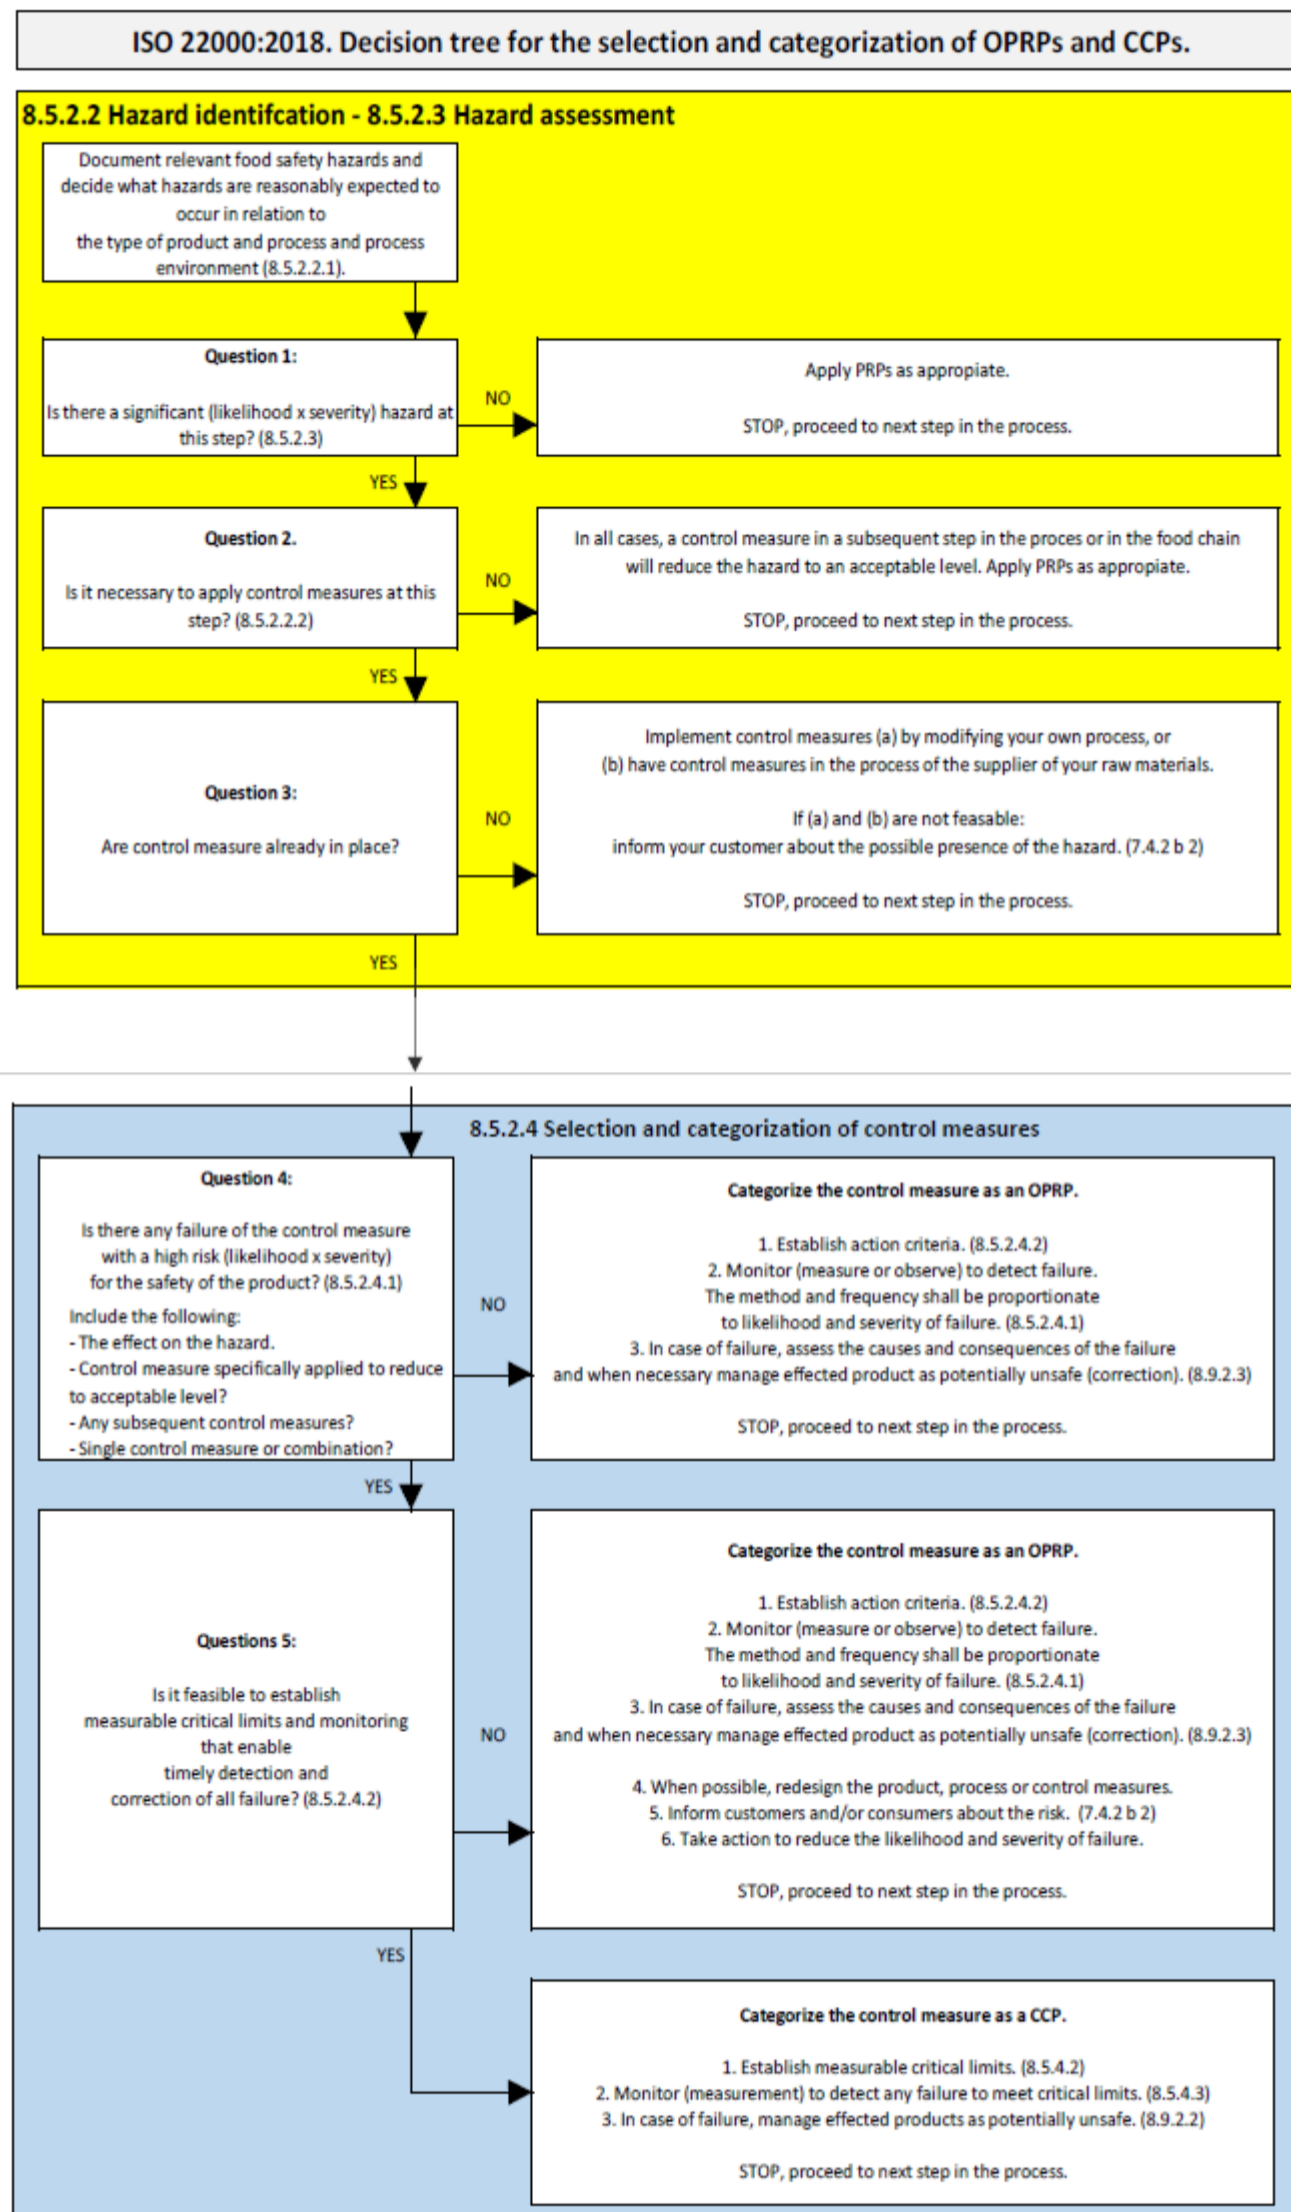 ISO 22000:2018. Decision tree for the selection and categorization of OPRPs and CCPs.
8.5.2.2 Hazard identifcation - 8.5.2.3 Hazard assessment
Document relevant food safety hazards and
decide what hazards are reasonably expected to
occur in relation to
the type of product and process and process
environment (8.5.2.2.1).
Question 1:
Is there a significant (likelihood x severity) hazard at
this step? (8.5.2.3)
NO
Apply PRPs as appropiate.
STOP, proceed to next step in the process.
YES
Question 2.
Is it necessary to apply control measures at this
step? (8.5.2.2.2)
NO
In all cases, a control measure in a subsequent step in the proces or in the food chain
will reduce the hazard to an acceptable level. Apply PRPs as appropiate.
STOP, proceed to next step in the process.
YES
Question 3:
Are control measure already in place?
NO
Implement control measures (a) by modifying your own process, or
(b) have control measures in the process of the supplier of your raw materials.
If (a) and (b) are not feasable:
inform your customer about the possible presence of the hazard. (7.4.2 b 2)
STOP, proceed to next step in the process.
YES
8.5.2.4 Selection and categorization of control measures
Question 4:
Is there any failure of the control measure
with a high risk (likelihood x severity)
for the safety of the product? (8.5.2.4.1)
Include the following:
- The effect on the hazard.
- Control measure specifically applied to reduce
to acceptable level?
- Any subsequent control measures?
- Single control measure or combination?
NO
Categorize the control measure as an OPRP.
1. Establish action criteria. (8.5.2.4.2)
2. Monitor (measure or observe) to detect failure.
The method and frequency shall be proportionate
to likelihood and severity of failure. (8.5.2.4.1)
3. In case of failure, assess the causes and consequences of the failure
and when necessary manage effected product as potentially unsafe (correction). (8.9.2.3)
STOP, proceed to next step in the process.
YES
Questions 5:
Is it feasible to establish
measurable critical limits and monitoring
that enable
timely detection and
correction of all failure? (8.5.2.4.2)
NO
Categorize the control measure as an OPRP.
1. Establish action criteria. (8.5.2.4.2)
2. Monitor (measure or observe) to detect failure.
The method and frequency shall be proportionate
to likelihood and severity of failure. (8.5.2.4.1)
3. In case of failure, assess the causes and consequences of the failure
and when necessary manage effected product as potentially unsafe (correction). (8.9.2.3)
4. When possible, redesign the product, process or control measures.
5. Inform customers and/or consumers about the risk. (7.4.2 b 2)
6. Take action to reduce the likelihood and severity of failure.
STOP, proceed to next step in the process.
YES
Categorize the control measure as a CCP.
1. Establish measurable critical limits. (8.5.4.2)
2. Monitor (measurement) to detect any failure to meet critical limits. (8.5.4.3)
3. In case of failure, manage effected products as potentially unsafe. (8.9.2.2)
STOP, proceed to next step in the process.